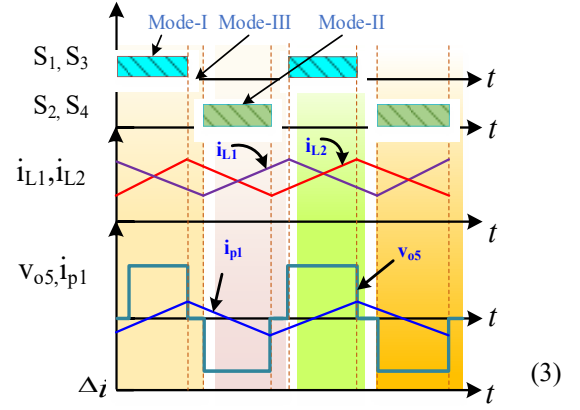 Mode-I Mode-III Mode-II
S1, S3
t
S2, S4
t
iL1 iL2
iL1,iL2
t
ip1 vo5
vo5,ip1
t
Δi t
(3)